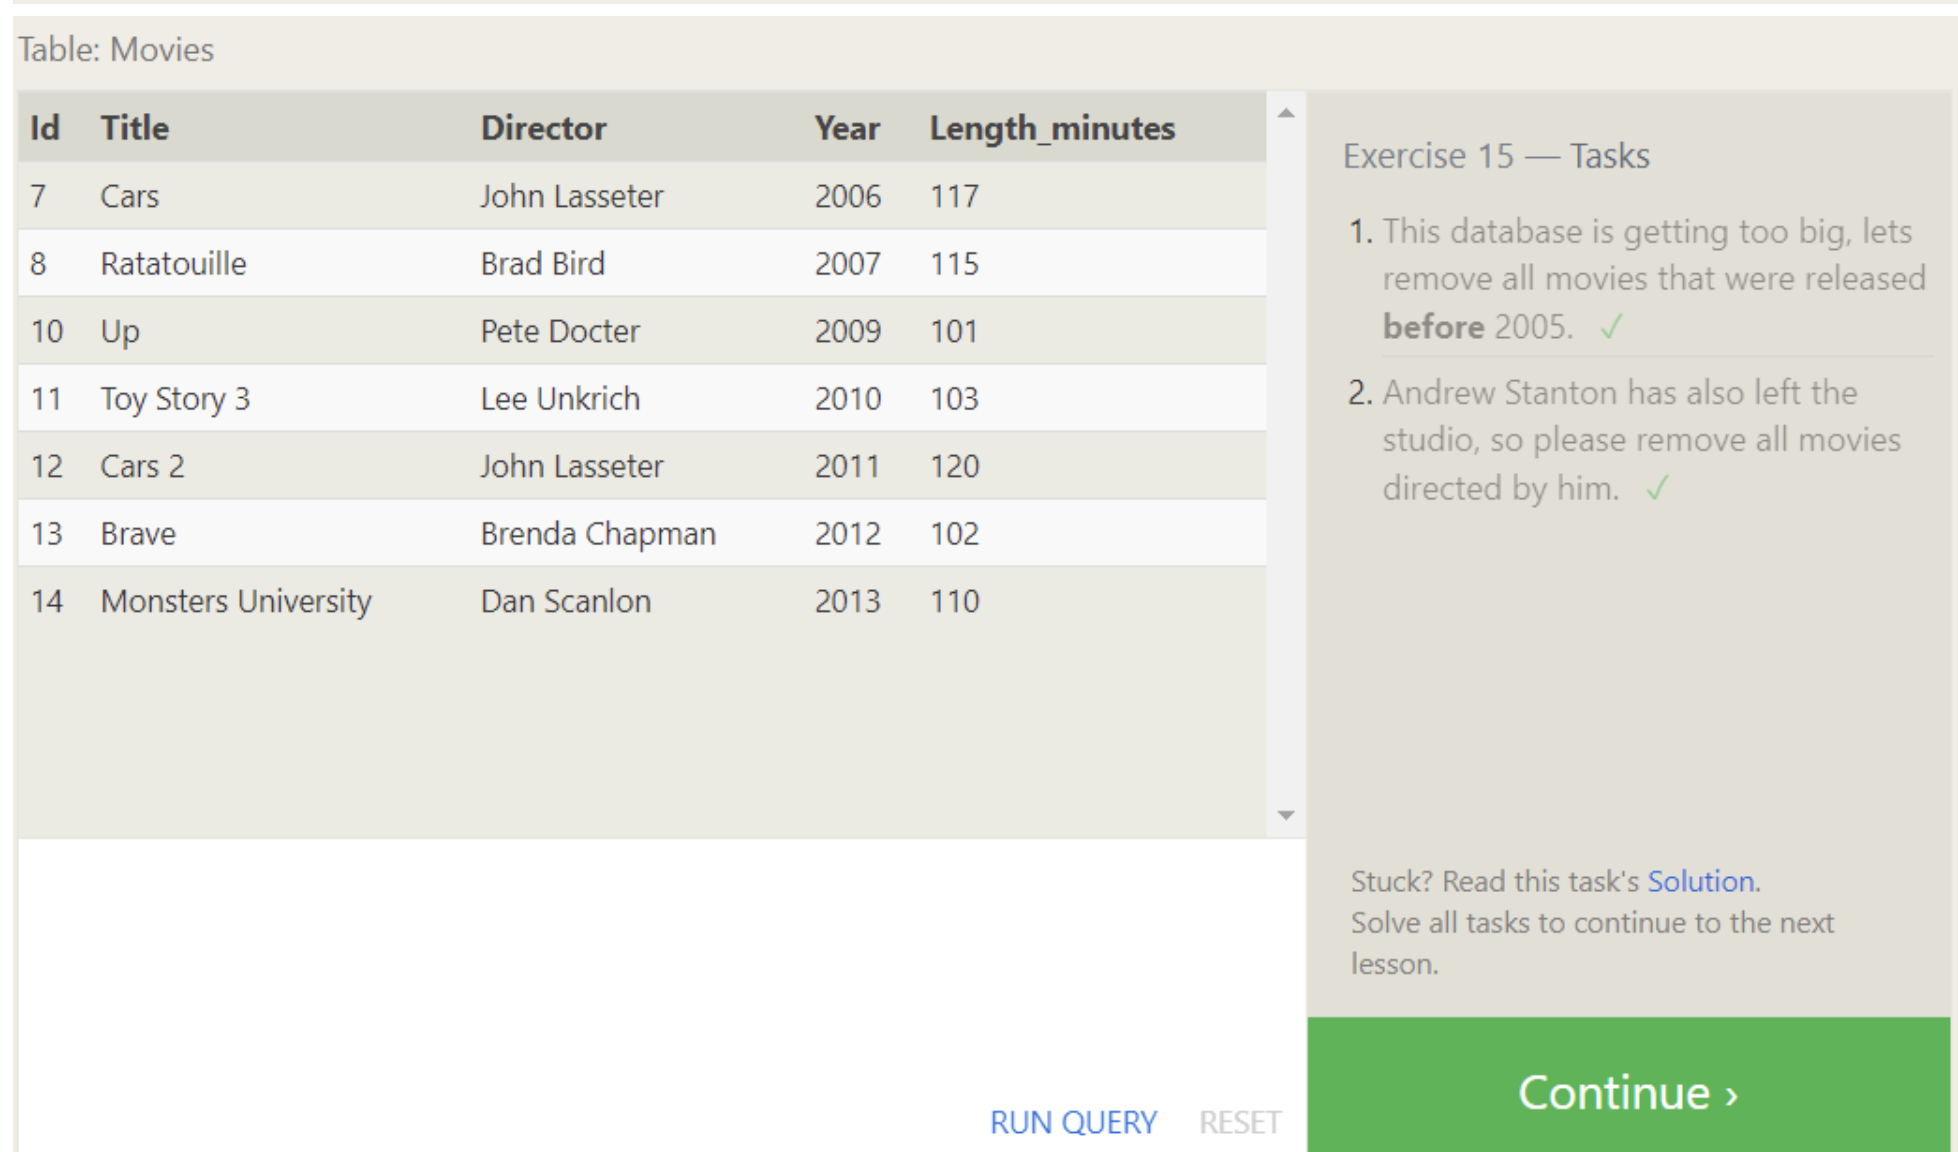 Table: Movies
Id Title Director Year Length_minutes
7 Cars John Lasseter 2006 117
8 Ratatouille Brad Bird 2007 115
10 Up Pete Docter 2009 101
11 Toy Story 3 Lee Unkrich 2010 103
12 Cars 2 John Lasseter 2011 120
13 Brave Brenda Chapman 2012 102
14 Monsters University Dan Scanlon 2013 110
RUN QUERY RESET
Exercise 15 — Tasks
1. This database is getting too big, lets
remove all movies that were released
before 2005. ✓
2. Andrew Stanton has also left the
studio, so please remove all movies
directed by him. ✓
Stuck? Read this task's Solution.
Solve all tasks to continue to the next
lesson.
Continue ›